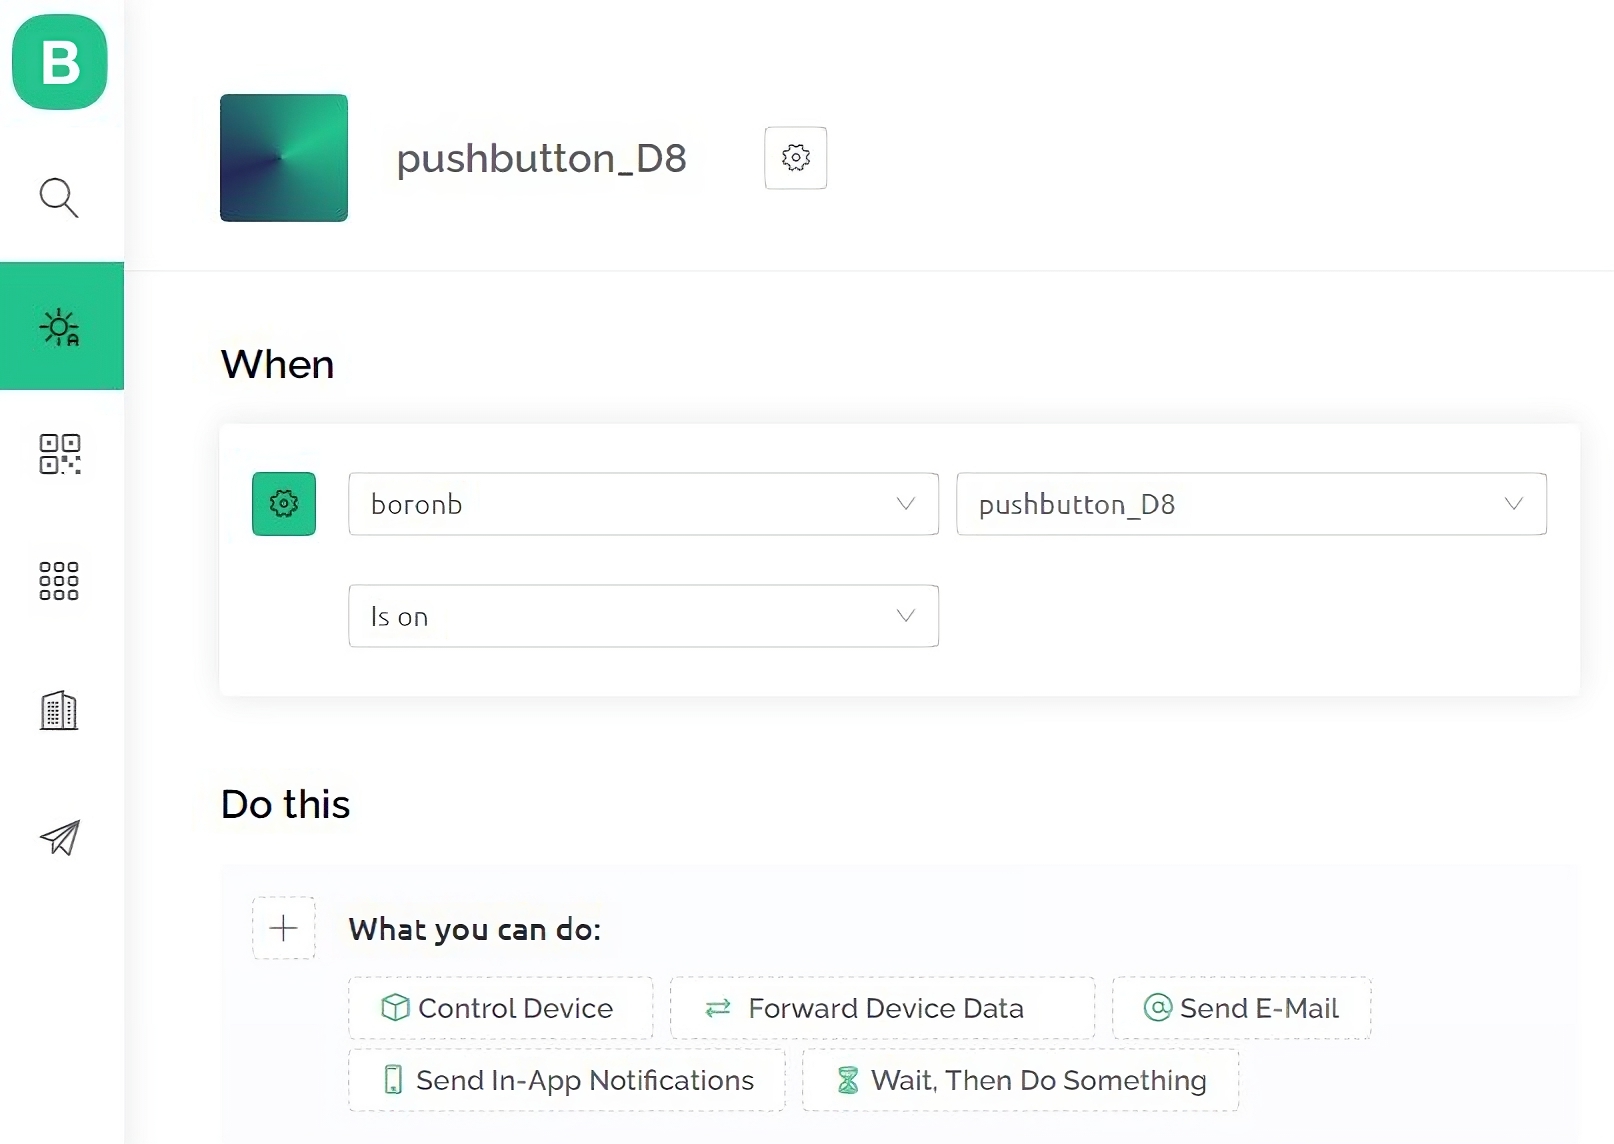 B
pushbutton_D8
When
boronb
pushbutton_D8
Is on
Do this
What you can do:
Control Device
Forward Device Data
Send E-Mail
Send In-App Notifications
Wait, Then Do Something